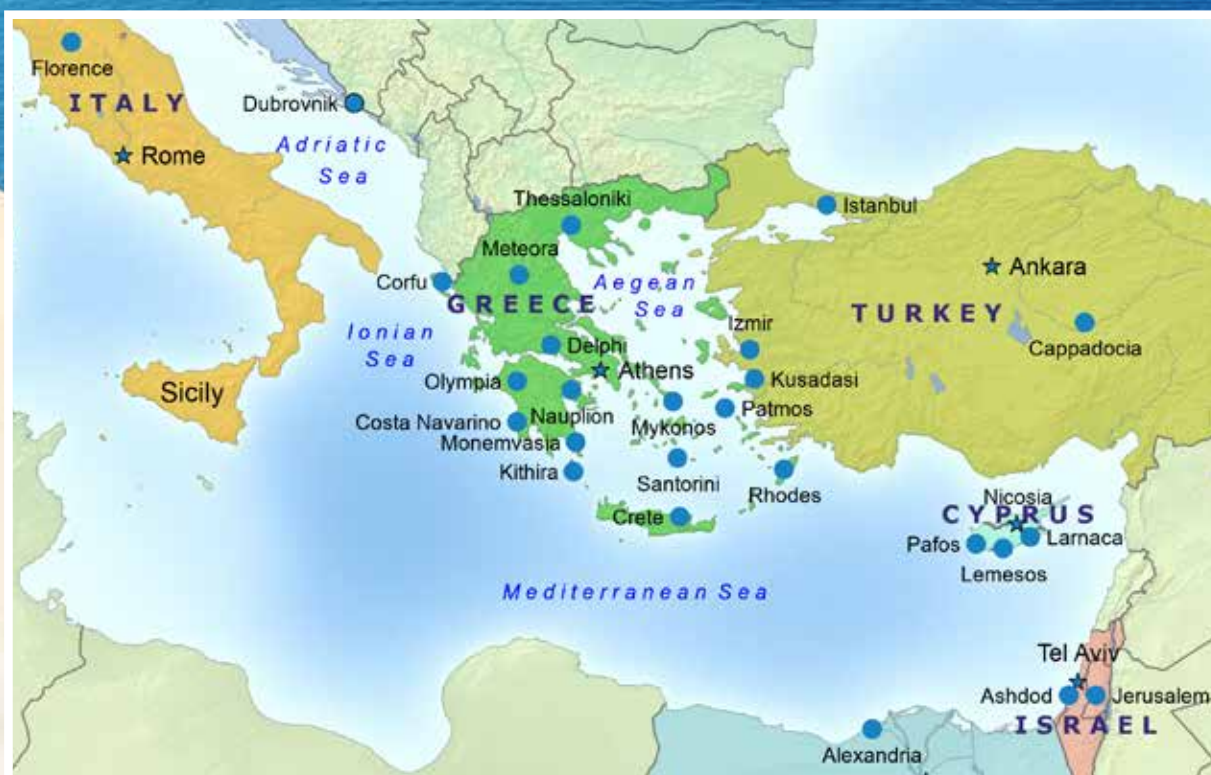 Florence
ITALY
Dubrovnik
Adriatic
Sea
Rome
Thessaloniki
Istanbul
Meteora
Ankara
Corfu
Aegean
Sea
GREECE
TURKEY
Ionian
Sea
Izmir
Cappadocia
Delphi
Athens
Sicily
Olympia
Kusadasi
Nauplion
Patmos
Costa Navarino
Mykonos
Monemvasia
Kithira
Santorini
Rhodes
Nicosia
CYPRUS
Crete
Larnaca
Pafos
Lemesos
Mediterranean Sea
Tel Aviv
Ashdod
Jerusalem
ISRAEL
Alexandria